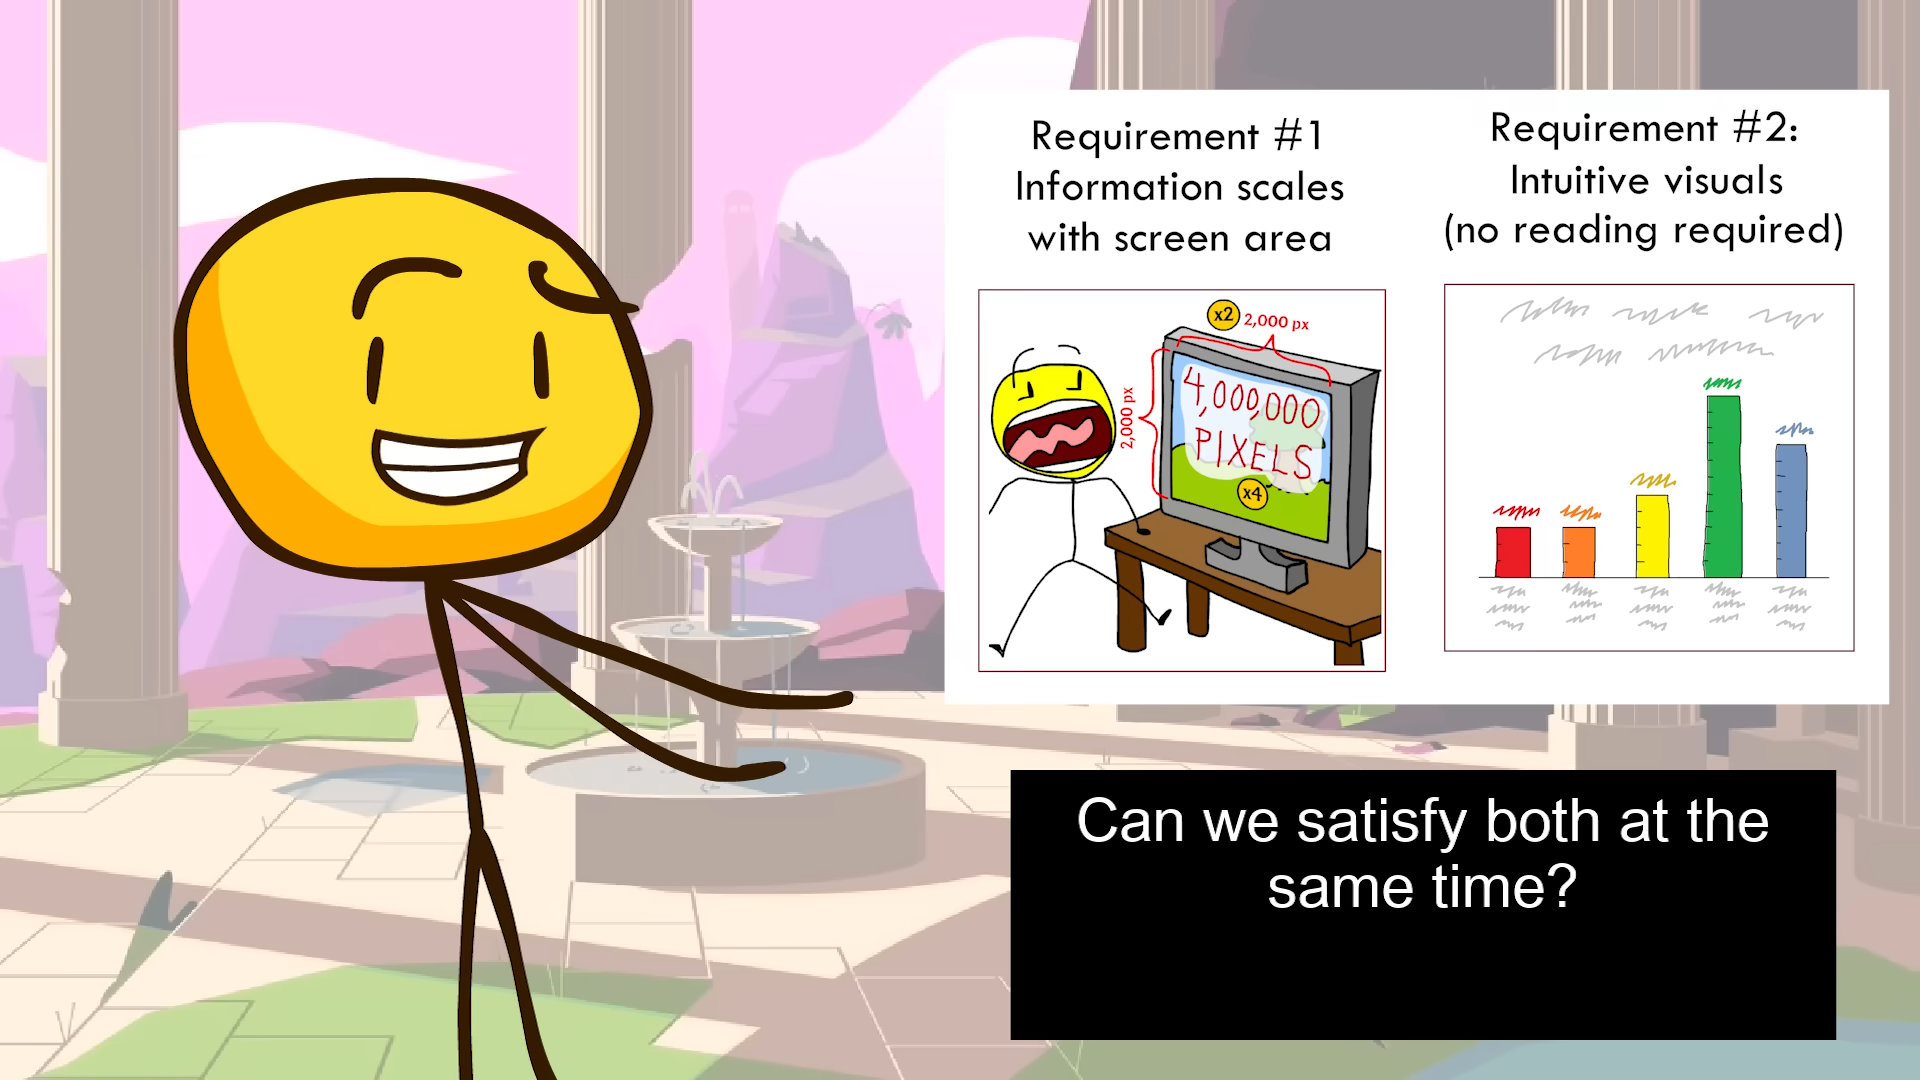 Requirement #1
Information scales
with screen area
x2 2,000 px
2,000 px
4,000,000
PIXELS
x4
Requirement #2:
Intuitive visuals
(no reading required)
Can we satisfy both at the
same time?